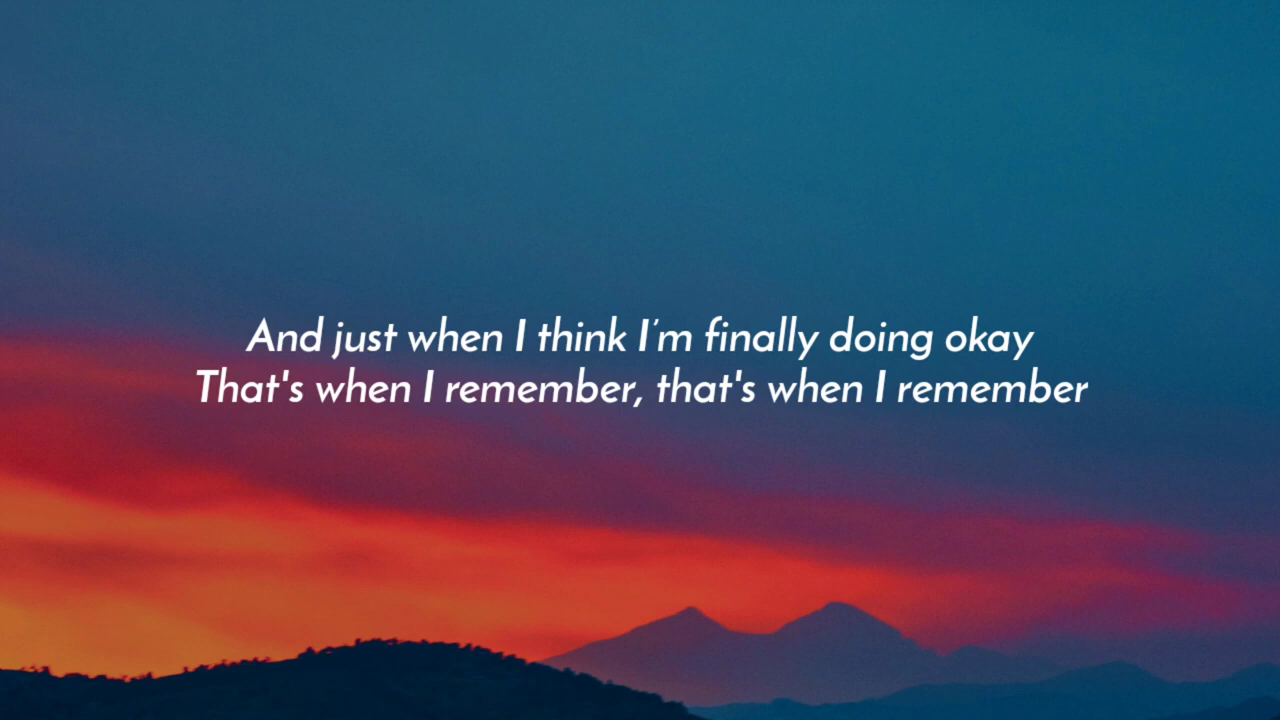 And just when I think I’m finally doing okay
That's when I remember, that's when I remember